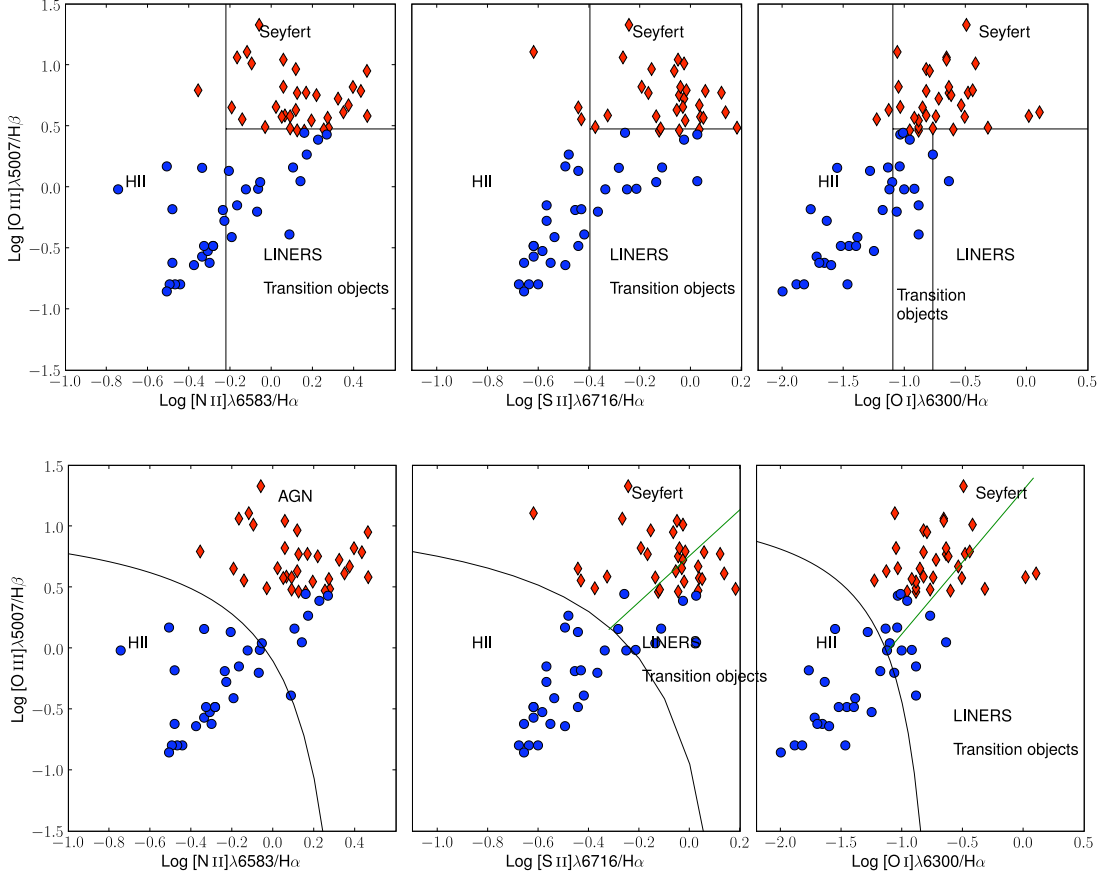 1.5
1.0
0.5
0.0
−0.5
−1.0
−1.5
Log [O III]λ5007/Hβ
Seyfert
HII
LINERS
Transition objects
−1.0 −0.8 −0.6 −0.4 −0.2 0.0 0.2 0.4
Log [N II]λ6583/Hα
Seyfert
HII
LINERS
Transition objects
−1.0 −0.8 −0.6 −0.4 −0.2 0.0 0.2
Log [S II]λ6716/Hα
Seyfert
HII
LINERS
Transition
objects
−2.0 −1.5 −1.0 −0.5 0.0 0.5
Log [O I]λ6300/Hα
1.5
1.0
0.5
0.0
−0.5
−1.0
−1.5
Log [O III]λ5007/Hβ
AGN
HII
−1.0 −0.8 −0.6 −0.4 −0.2 0.0 0.2 0.4
Log [N II]λ6583/Hα
Seyfert
HII
LINERS
Transition objects
−1.0 −0.8 −0.6 −0.4 −0.2 0.0 0.2
Log [S II]λ6716/Hα
Seyfert
HII
LINERS
Transition objects
−2.0 −1.5 −1.0 −0.5 0.0 0.5
Log [O I]λ6300/Hα